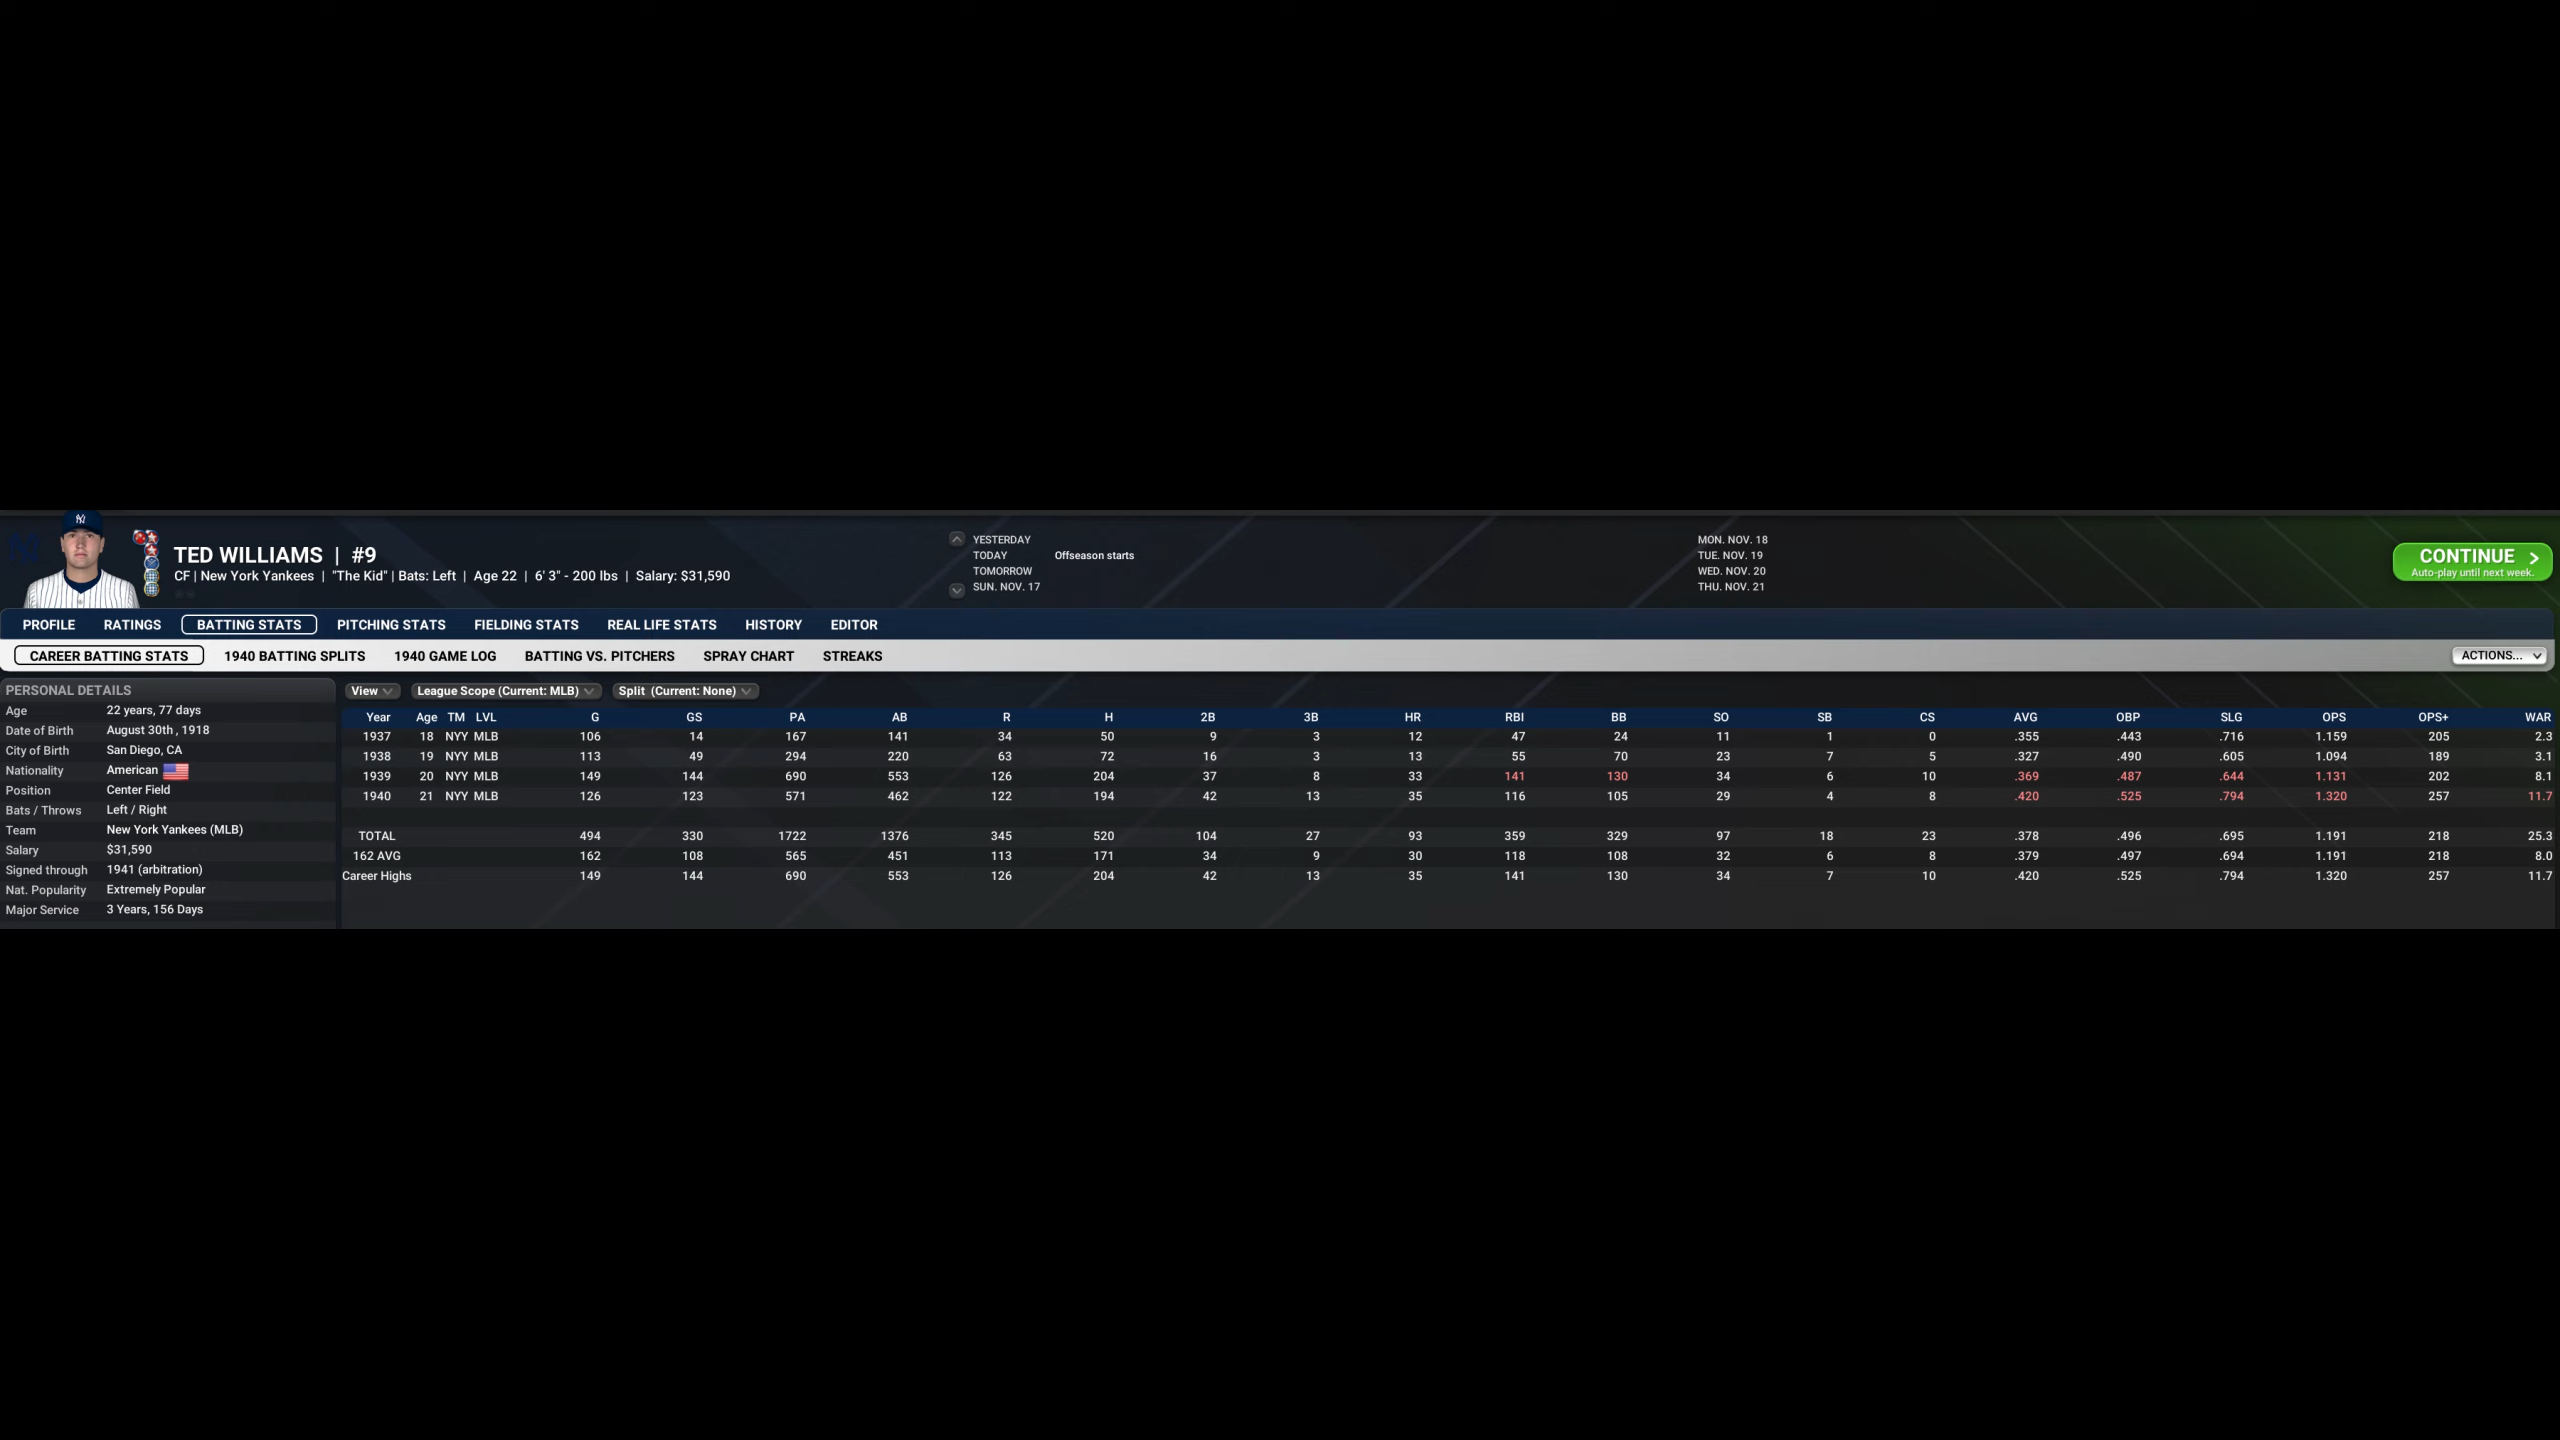 TED WILLIAMS | #9
CF | New York Yankees | "The Kid" | Bats: Left | Age 22 | 6' 3" - 200 lbs | Salary: $31,590
YESTERDAY
TODAY Offseason starts
TOMORROW
SUN. NOV. 17
MON. NOV. 18
TUE. NOV. 19
WED. NOV. 20
THU. NOV. 21
CONTINUE
Auto-play until next week.
PROFILE RATINGS BATTING STATS PITCHING STATS FIELDING STATS REAL LIFE STATS HISTORY EDITOR
CAREER BATTING STATS 1940 BATTING SPLITS 1940 GAME LOG BATTING VS. PITCHERS SPRAY CHART STREAKS ACTIONS...
PERSONAL DETAILS
Age 22 years, 77 days
Date of Birth August 30th , 1918
City of Birth San Diego, CA
Nationality American
Position Center Field
Bats / Throws Left / Right
Team New York Yankees (MLB)
Salary $31,590
Signed through 1941 (arbitration)
Nat. Popularity Extremely Popular
Major Service 3 Years, 156 Days
View League Scope (Current: MLB) Split (Current: None)
Year Age TM LVL G GS PA AB R H 2B 3B HR RBI BB SO SB CS AVG OBP SLG OPS OPS+ WAR
1937 18 NYY MLB 106 14 167 141 34 50 9 3 12 47 24 11 1 0 .355 .443 .716 1.159 205 2.3
1938 19 NYY MLB 113 49 294 220 63 72 16 3 13 55 70 23 7 5 .327 .490 .605 1.094 189 3.1
1939 20 NYY MLB 149 144 690 553 126 204 37 8 33 141 130 34 6 10 .369 .487 .644 1.131 202 8.1
1940 21 NYY MLB 126 123 571 462 122 194 42 13 35 116 105 29 4 8 .420 .525 .794 1.320 257 11.7
TOTAL 494 330 1722 1376 345 520 104 27 93 359 329 97 18 23 .378 .496 .695 1.191 218 25.3
162 AVG 162 108 565 451 113 171 34 9 30 118 108 32 6 8 .379 .497 .694 1.191 218 8.0
Career Highs 149 144 690 553 126 204 42 13 35 141 130 34 7 10 .420 .525 .794 1.320 257 11.7